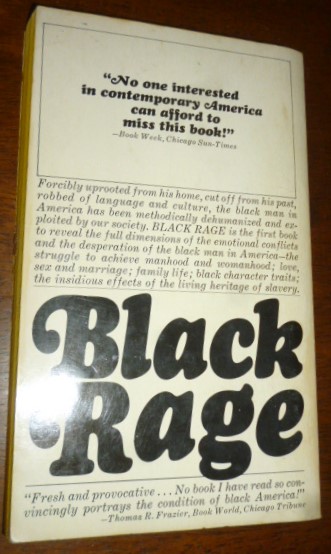 “No one interested
in contemporary America
can afford to
miss this book!”
—Book Week, Chicago Sun-Times
Forcibly uprooted from his home, cut off from his past,
robbed of language and culture, the black man in
America has been methodically dehumanized and ex-
ploited by our society. BLACK RAGE is the first book
to reveal the full dimensions of the emotional conflicts
and the desperation of the black man in America—the
struggle to achieve manhood and womanhood; love,
sex and marriage; family life; black character traits;
the insidious effects of the living heritage of slavery.
Black
Rage
“Fresh and provocative . . . No book I have read so con-
vincingly portrays the condition of black America!”
—Thomas R. Frazier, Book World, Chicago Tribune